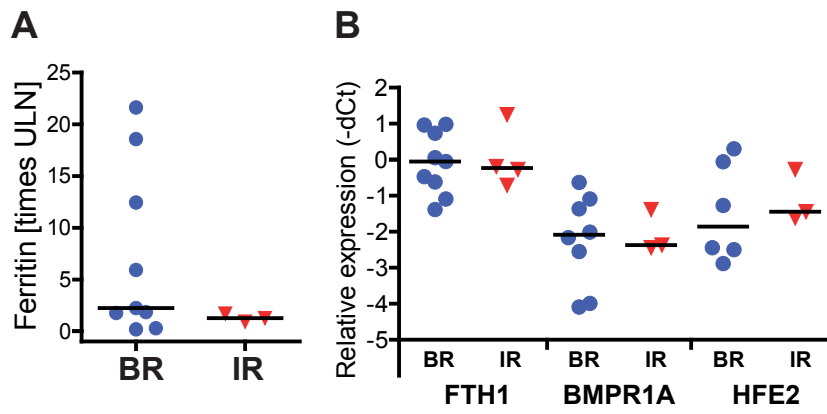 A
Ferritin [times ULN]
25
20
15
10
5
0
BR
IR
B
Relative expression (-dCt)
2
1
0
-1
-2
-3
-4
-5
BR IR BR IR BR IR
FTH1 BMPR1A HFE2